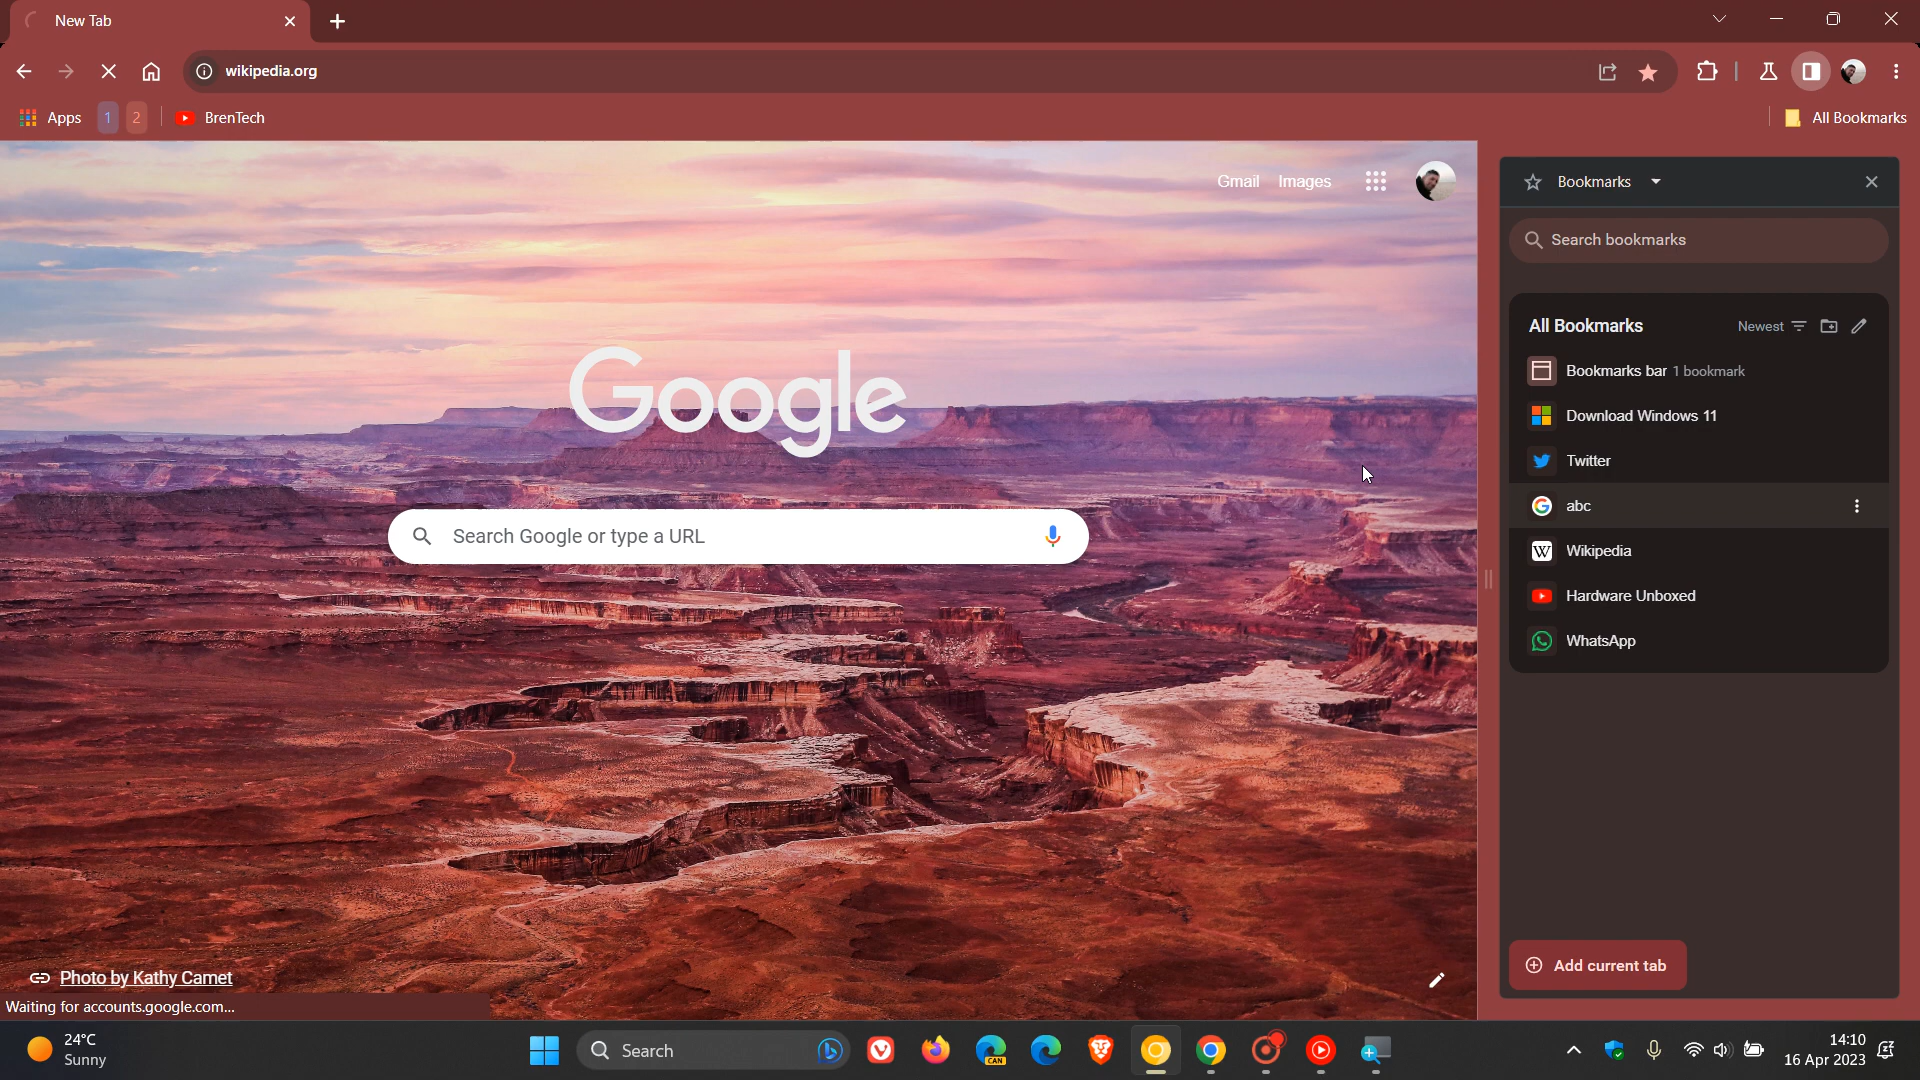 New Tab
wikipedia.org
Apps 1 2 BrenTech All Bookmarks
Gmail Images
Google
Search Google or type a URL
Photo by Kathy Camet
Waiting for accounts.google.com...
Bookmarks
Search bookmarks
All Bookmarks Newest
Bookmarks bar 1 bookmark
Download Windows 11
Twitter
abc
W Wikipedia
Hardware Unboxed
WhatsApp
Add current tab
24°C
Sunny
Search
CAN
14:10
16 Apr 2023